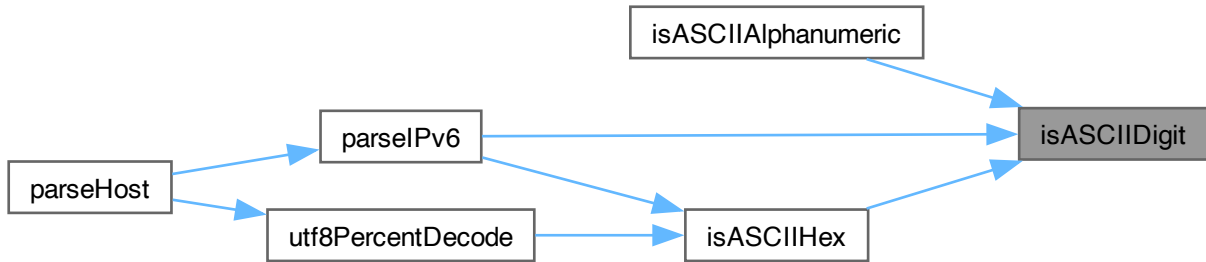 isASCIIAlphanumeric
isASCIIDigit
parseIPv6
parseHost
utf8PercentDecode
isASCIIHex